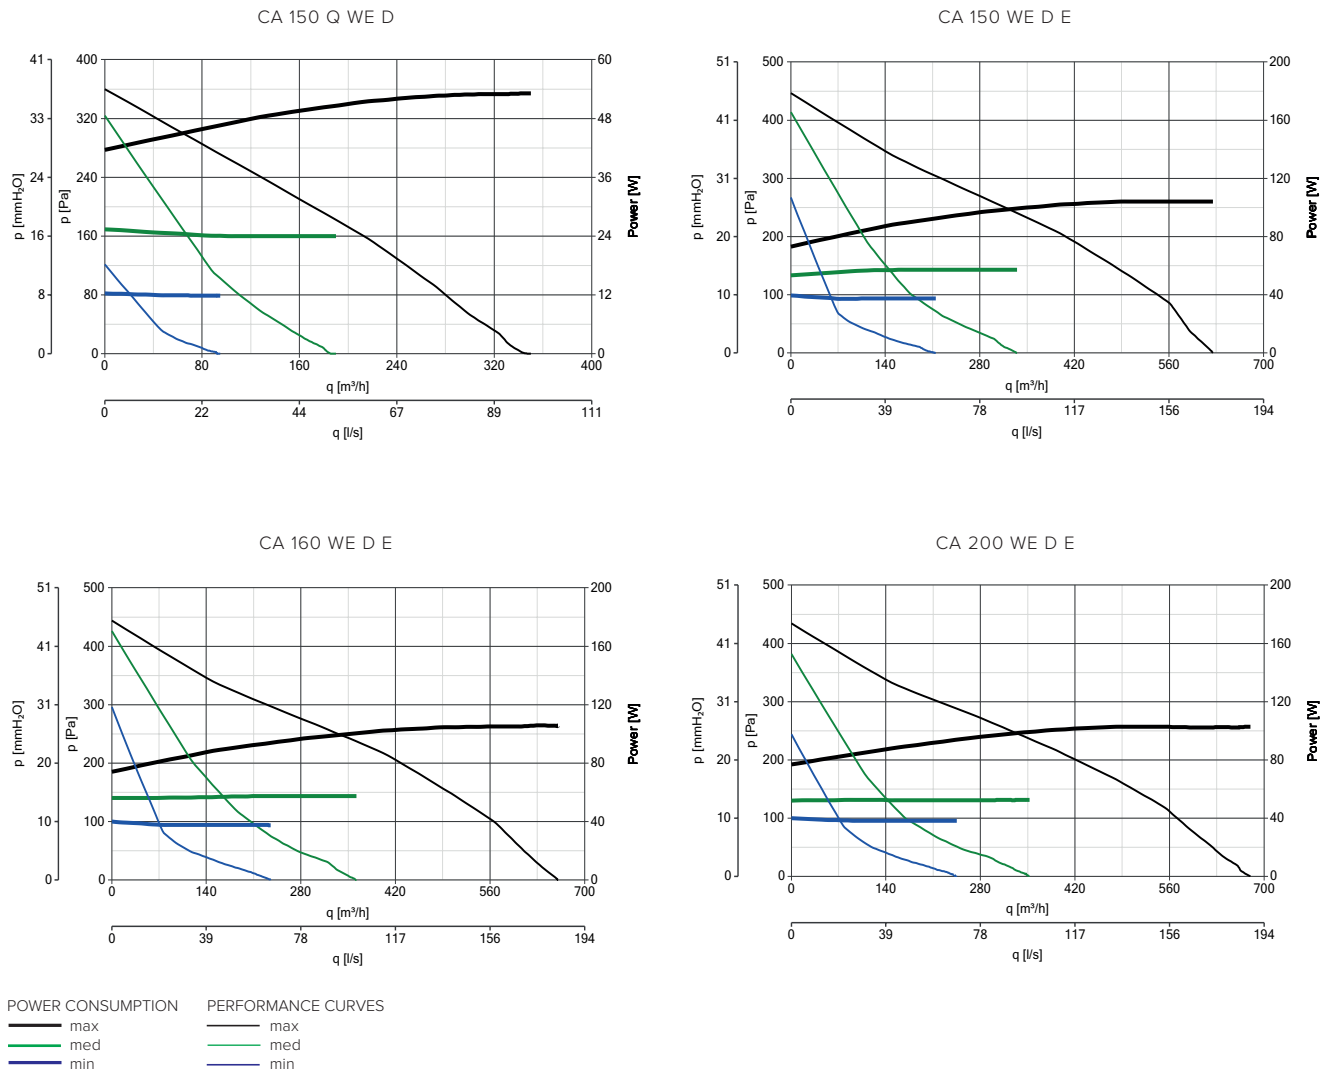 CA 150 Q WE D
41 400 60
33 320 48
24 240 36
16 160 24
8 80 12
0 0 0
p [mmH₂O]
p [Pa]
Power [W]
0 80 160 240 320 400
q [m³/h]
0 22 44 67 89 111
q [l/s]
CA 150 WE D E
51 500 200
41 400 160
31 300 120
20 200 80
10 100 40
0 0 0
p [mmH₂O]
p [Pa]
Power [W]
0 140 280 420 560 700
q [m³/h]
0 39 78 117 156 194
q [l/s]
CA 160 WE D E
51 500 200
41 400 160
31 300 120
20 200 80
10 100 40
0 0 0
p [mmH₂O]
p [Pa]
Power [W]
0 140 280 420 560 700
q [m³/h]
0 39 78 117 156 194
q [l/s]
CA 200 WE D E
51 500 200
41 400 160
31 300 120
20 200 80
10 100 40
0 0 0
p [mmH₂O]
p [Pa]
Power [W]
0 140 280 420 560 700
q [m³/h]
0 39 78 117 156 194
q [l/s]
POWER CONSUMPTION
max
med
min
PERFORMANCE CURVES
max
med
min